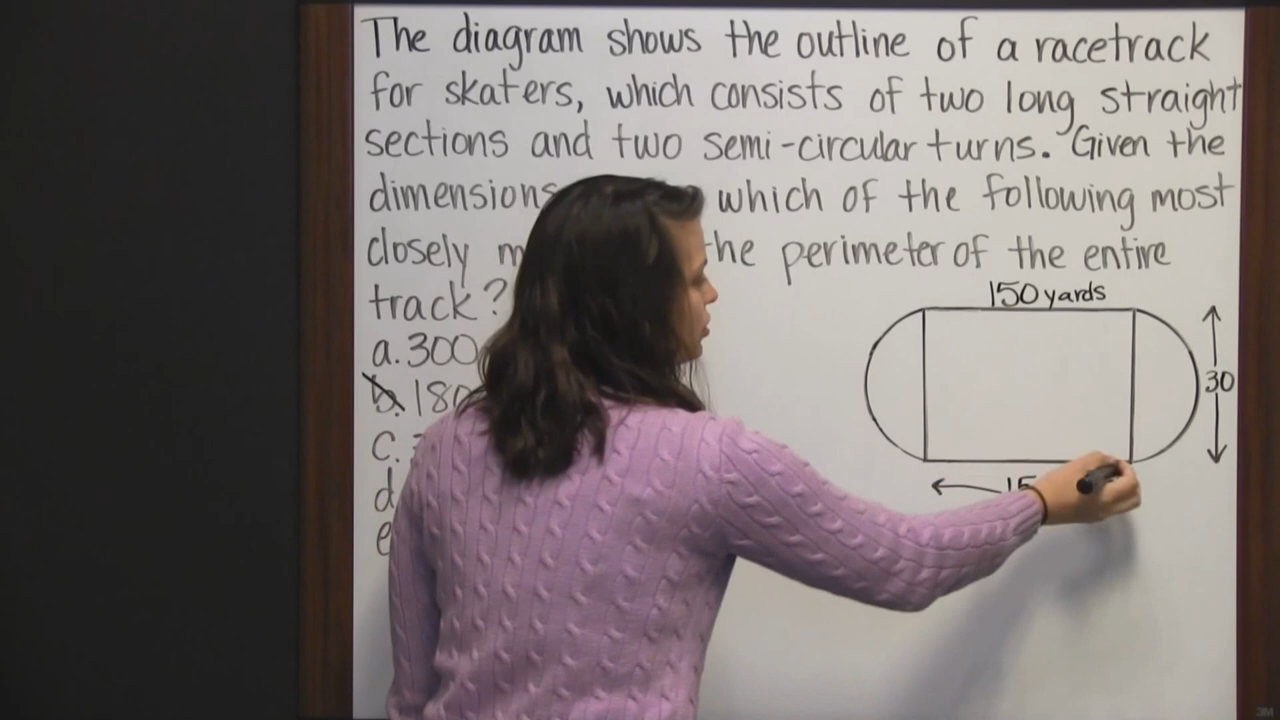 The diagram shows the outline of a racetrack
for skaters, which consists of two long straight
sections and two semi-circular turns. Given the
dimensions which of the following most
closely the perimeter of the entire
track?
150 yards
a. 300
30
b. 180
c.
d
e
15
3M